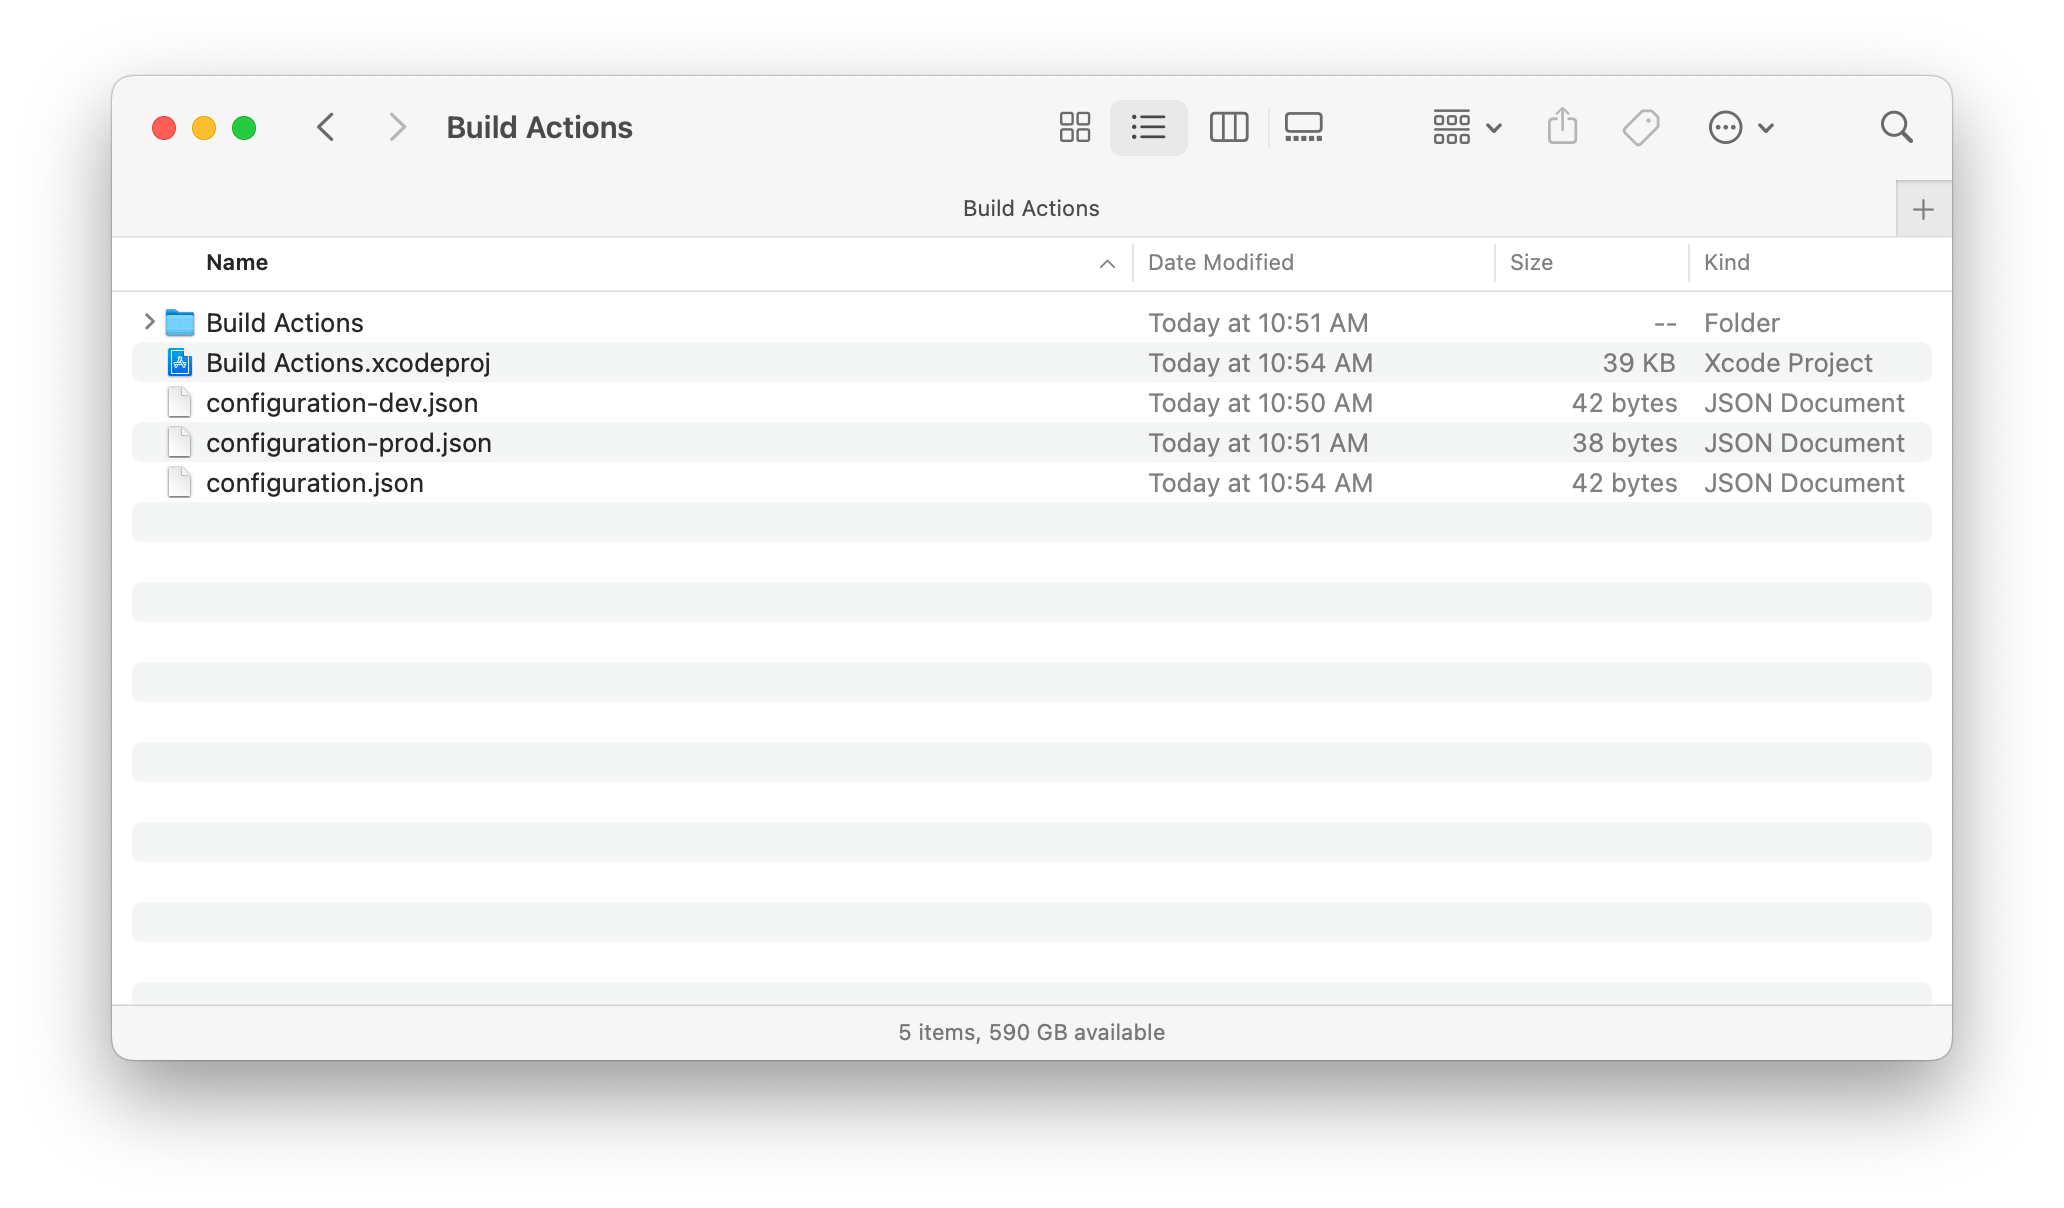 Build Actions
Build Actions
Name Date Modified Size Kind
Build Actions Today at 10:51 AM -- Folder
Build Actions.xcodeproj Today at 10:54 AM 39 KB Xcode Project
configuration-dev.json Today at 10:50 AM 42 bytes JSON Document
configuration-prod.json Today at 10:51 AM 38 bytes JSON Document
configuration.json Today at 10:54 AM 42 bytes JSON Document
5 items, 590 GB available